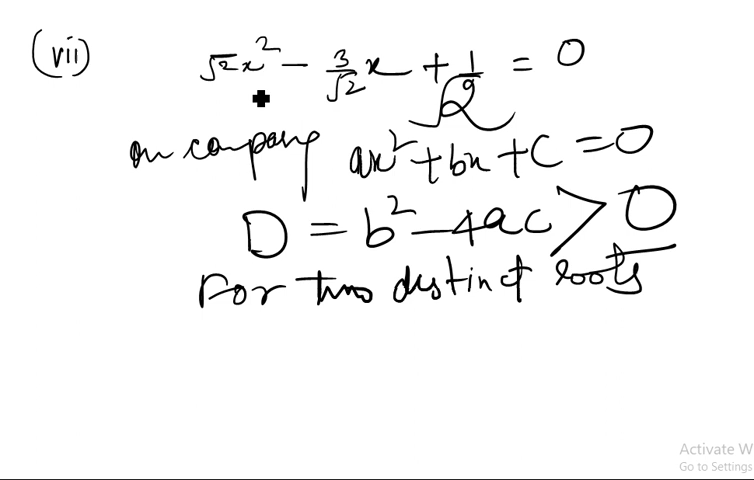 (vii) √2x² - 3/√2 x + 1/√2 = 0
on comparing ax² + bx + c = 0
D = b² - 4ac > 0
For two distinct roots
Activate W
Go to Settings